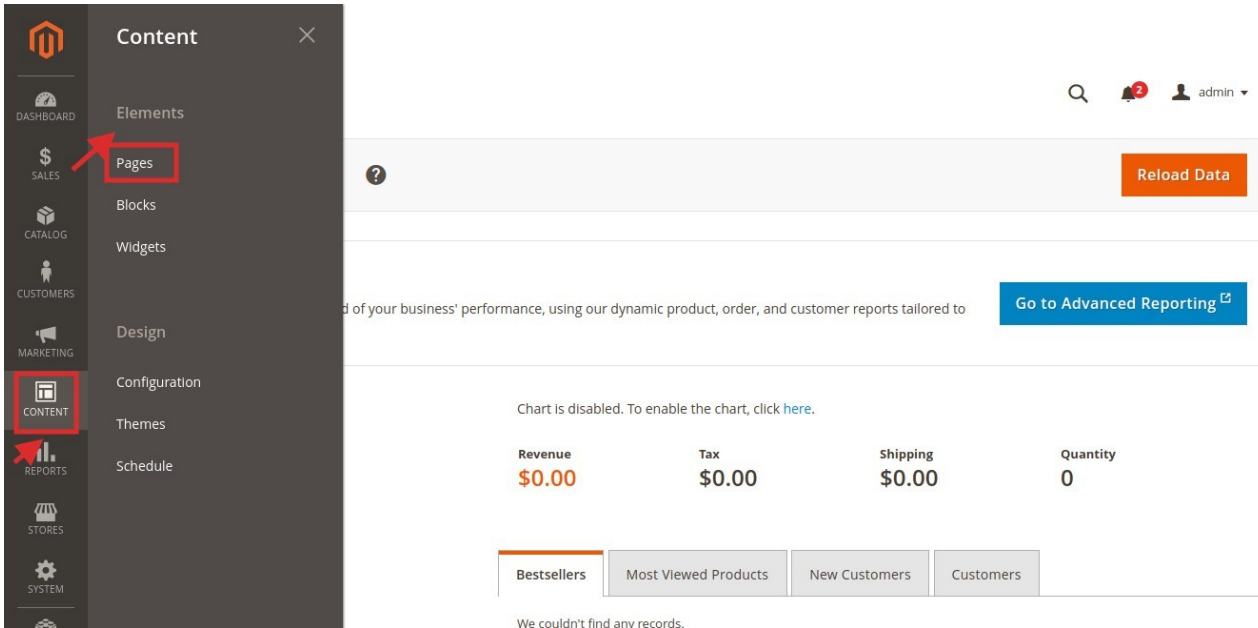 Content
Elements
Pages
Blocks
Widgets
Design
Configuration
Themes
Schedule
DASHBOARD
SALES
CATALOG
CUSTOMERS
MARKETING
CONTENT
REPORTS
STORES
SYSTEM
2
admin
Reload Data
of your business' performance, using our dynamic product, order, and customer reports tailored to
Go to Advanced Reporting
Chart is disabled. To enable the chart, click here.
Revenue Tax Shipping Quantity
$0.00 $0.00 $0.00 0
Bestsellers Most Viewed Products New Customers Customers
We couldn't find any records.